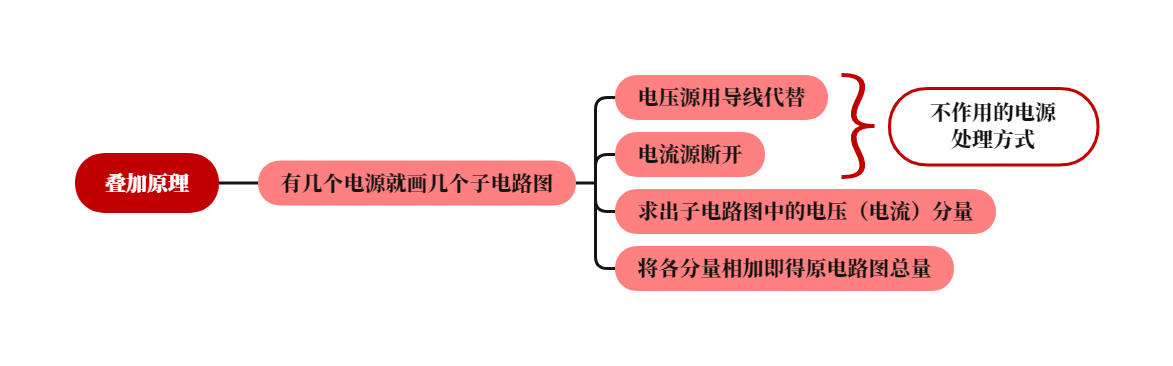 叠加原理
有几个电源就画几个子电路图
电压源用导线代替
电流源断开
不作用的电源
处理方式
求出子电路图中的电压（电流）分量
将各分量相加即得原电路图总量